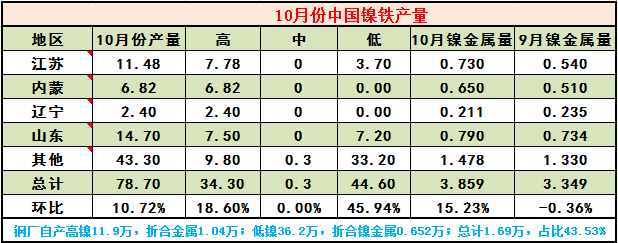 10月份中国镍铁产量
地区 10月份产量 高 中 低 10月镍金属量 9月镍金属量
江苏 11.48 7.78 0 3.70 0.730 0.540
内蒙 6.82 6.82 0 0.00 0.650 0.510
辽宁 2.40 2.40 0 0.00 0.211 0.235
山东 14.70 7.50 0 7.20 0.790 0.734
其他 43.30 9.80 0.3 33.20 1.478 1.330
总计 78.70 34.30 0.3 44.60 3.859 3.349
环比 10.72% 18.60% 0.00% 45.94% 15.23% -0.36%
钢厂自产高镍11.9万，折合金属1.04万；低镍36.2万，折合镍金属0.652万；总计1.69万，占比43.53%